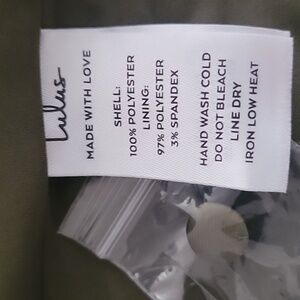 Lulus
MADE WITH LOVE
SHELL:
100% POLYESTER
LINING:
97% POLYESTER
3% SPANDEX
HAND WASH COLD
DO NOT BLEACH
LINE DRY
IRON LOW HEAT